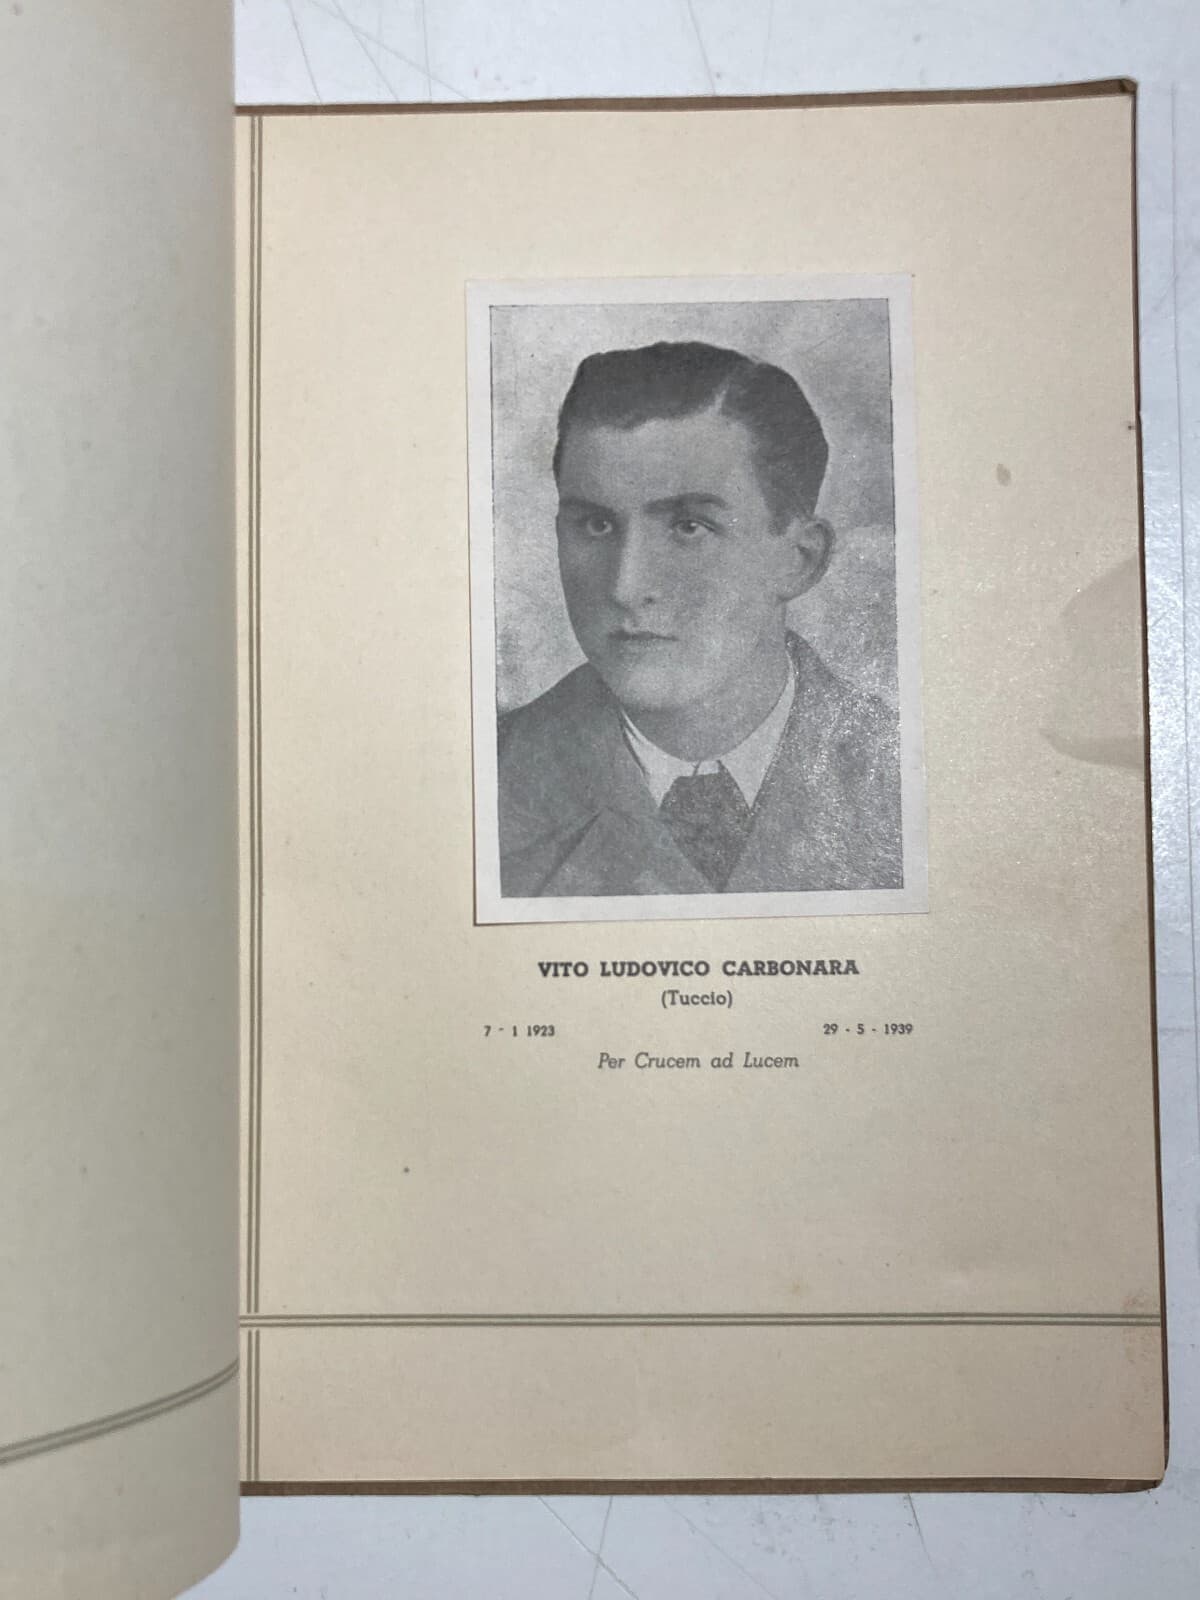 VITO LUDOVICO CARBONARA
(Tuccio)
7 - 1 1923 29 - 5 - 1939
Per Crucem ad Lucem